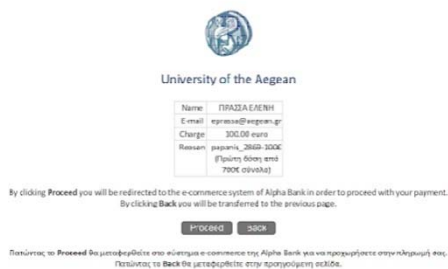 University of the Aegean
Name ΠΡΑΣΣΑ ΕΛΕΝΗ
E-mail eprassa@aegean.gr
Charge 100.00 euro
Reason papanis_2869-100€
(Πρώτη δόση από
700€ σύνολο)
By clicking Proceed you will be redirected to the e-commerce system of Alpha Bank in order to proceed with your payment.
By clicking Back you will be transferred to the previous page.
Proceed Back
Πατώντας το Proceed θα μεταφερθείτε στο σύστημα e-commerce της Alpha Bank για να προχωρήσετε στην πληρωμή σας.
Πατώντας το Back θα μεταφερθείτε στην προηγούμενη σελίδα.